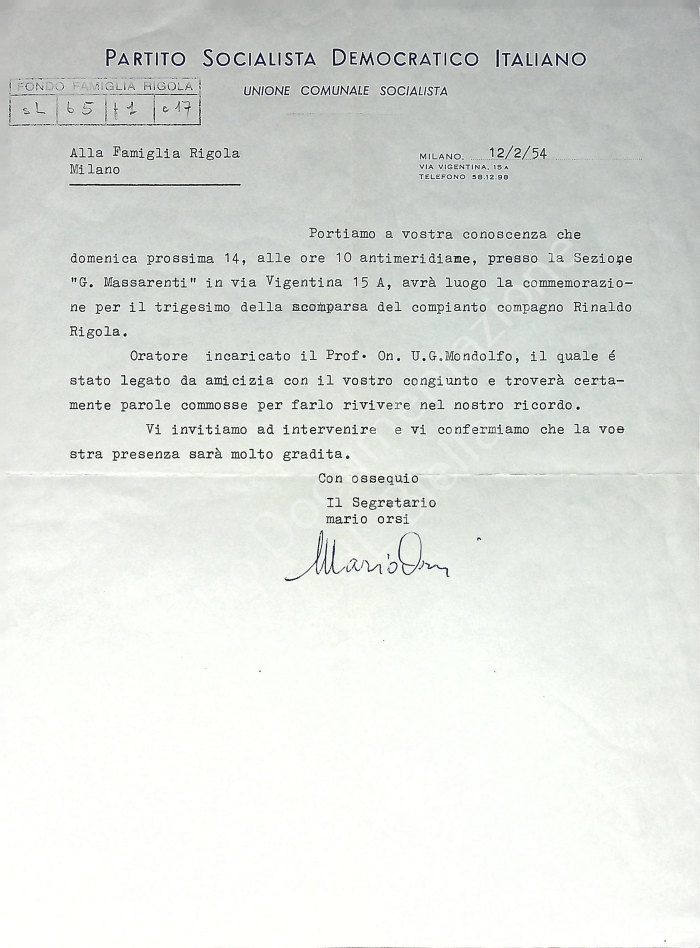 PARTITO SOCIALISTA DEMOCRATICO ITALIANO
UNIONE COMUNALE SOCIALISTA
FONDO FAMIGLIA RIGOLA
sL b5 f1 c17
Alla Famiglia Rigola
Milano
MILANO, 12/2/54
VIA VIGENTINA, 15A
TELEFONO 58.12.98
Portiamo a vostra conoscenza che
domenica prossima 14, alle ore 10 antimeridiane, presso la Sezione
"G. Massarenti" in via Vigentina 15 A, avrà luogo la commemorazio-
ne per il trigesimo della scomparsa del compianto compagno Rinaldo
Rigola.
Oratore incaricato il Prof. On. U.G.Mondolfo, il quale é
stato legato da amicizia con il vostro congiunto e troverà certa-
mente parole commosse per farlo rivivere nel nostro ricordo.
Vi invitiamo ad intervenire e vi confermiamo che la vos
stra presenza sarà molto gradita.
Con ossequio
Il Segretario
mario orsi
Mario Orsi